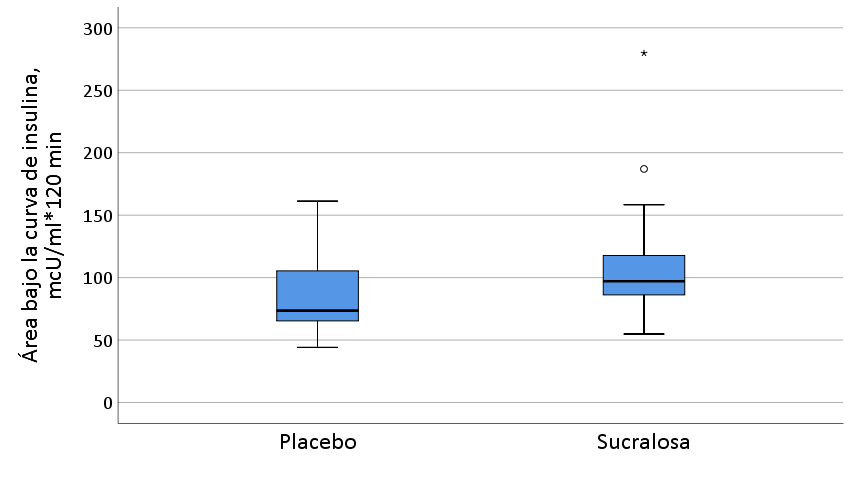 Área bajo la curva de insulina,
mcU/ml*120 min
300
250
200
150
100
50
0
Placebo
Sucralosa